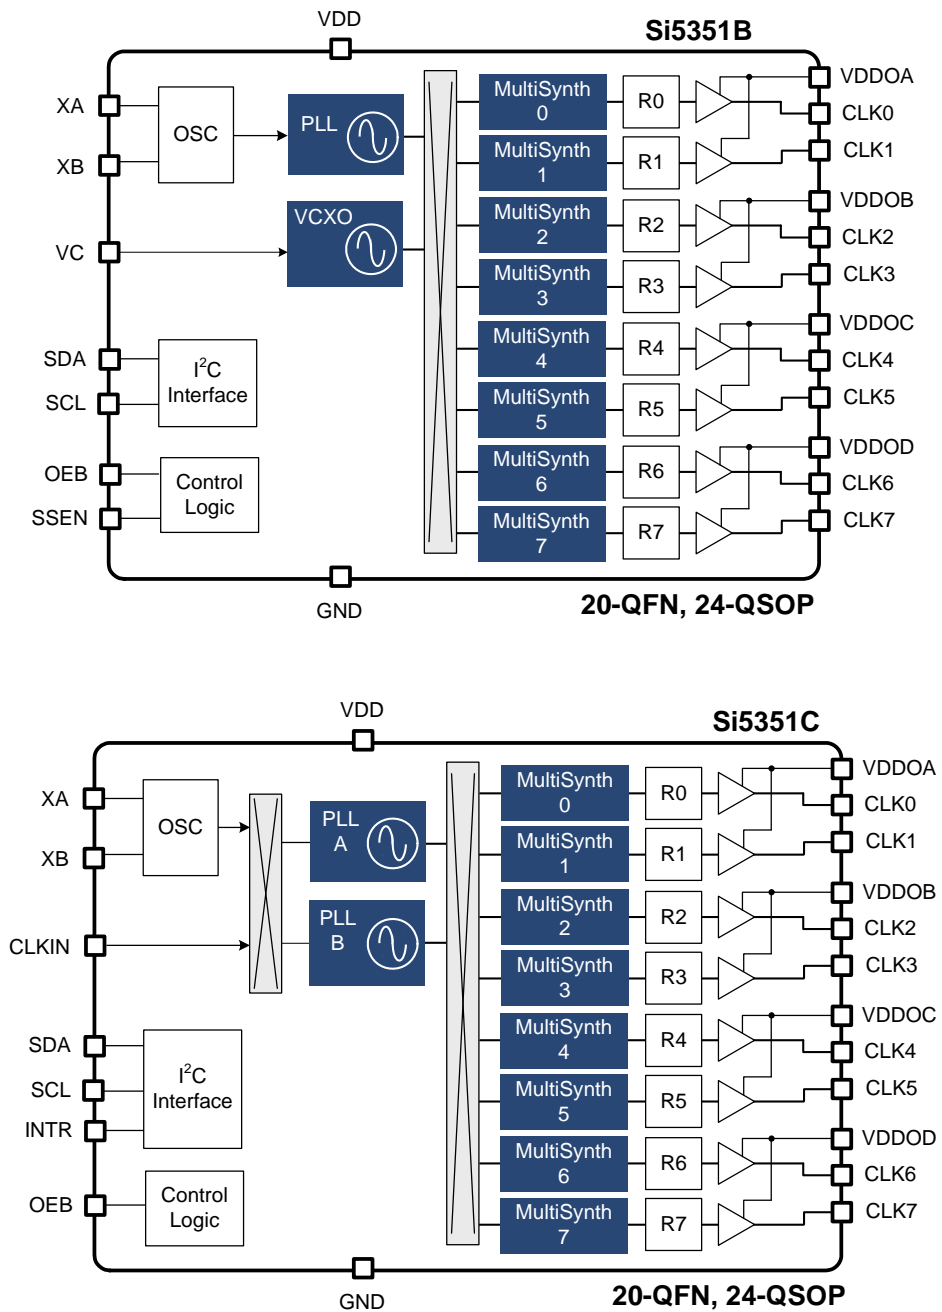 VDD
Si5351B
XA
XB
OSC
PLL
VC
VCXO
SDA
SCL
I²C
Interface
OEB
SSEN
Control
Logic
MultiSynth
0
R0
MultiSynth
1
R1
MultiSynth
2
R2
MultiSynth
3
R3
MultiSynth
4
R4
MultiSynth
5
R5
MultiSynth
6
R6
MultiSynth
7
R7
VDDOA
CLK0
CLK1
VDDOB
CLK2
CLK3
VDDOC
CLK4
CLK5
VDDOD
CLK6
CLK7
GND
20-QFN, 24-QSOP
VDD
Si5351C
XA
XB
OSC
CLKIN
PLL
A
PLL
B
SDA
SCL
INTR
I²C
Interface
OEB
Control
Logic
MultiSynth
0
R0
MultiSynth
1
R1
MultiSynth
2
R2
MultiSynth
3
R3
MultiSynth
4
R4
MultiSynth
5
R5
MultiSynth
6
R6
MultiSynth
7
R7
VDDOA
CLK0
CLK1
VDDOB
CLK2
CLK3
VDDOC
CLK4
CLK5
VDDOD
CLK6
CLK7
GND
20-QFN, 24-QSOP